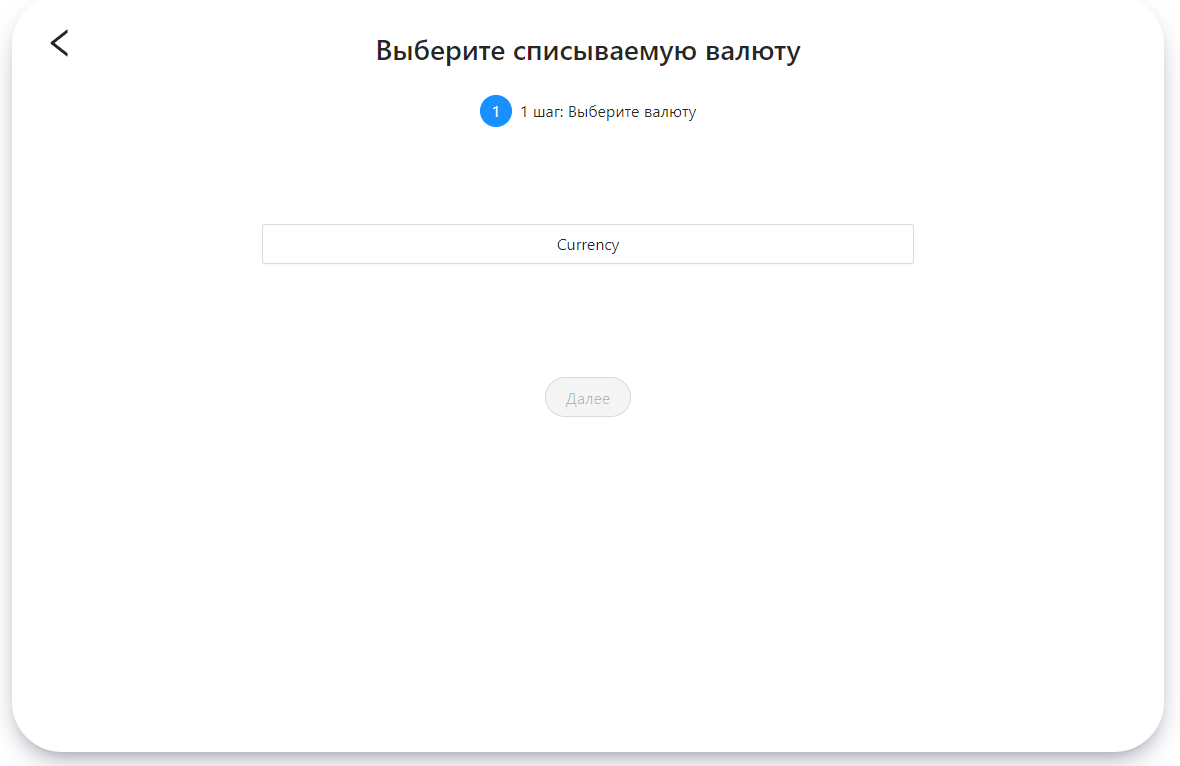 Выберите списываемую валюту
1 1 шаг: Выберите валюту
Currency
Далее